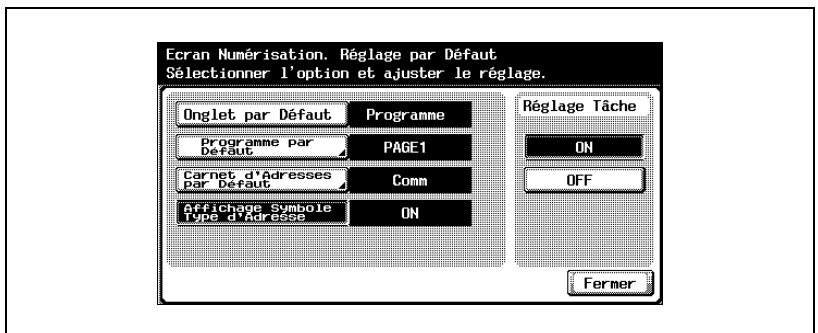 Ecran Numérisation. Réglage par Défaut
Sélectionner l'option et ajuster le réglage.
Onglet par Défaut
Programme
Programme par
Défaut
PAGE1
Carnet d'Adresses
par Défaut
Comm
Affichage Symbole
Type d'Adresse
ON
Réglage Tâche
ON
OFF
Fermer